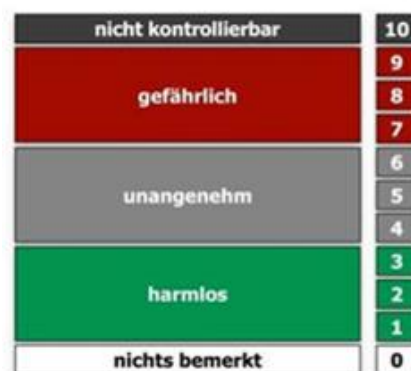 nicht kontrollierbar 10
9
gefährlich 8
7
6
unangenehm 5
4
3
harmlos 2
1
nichts bemerkt 0